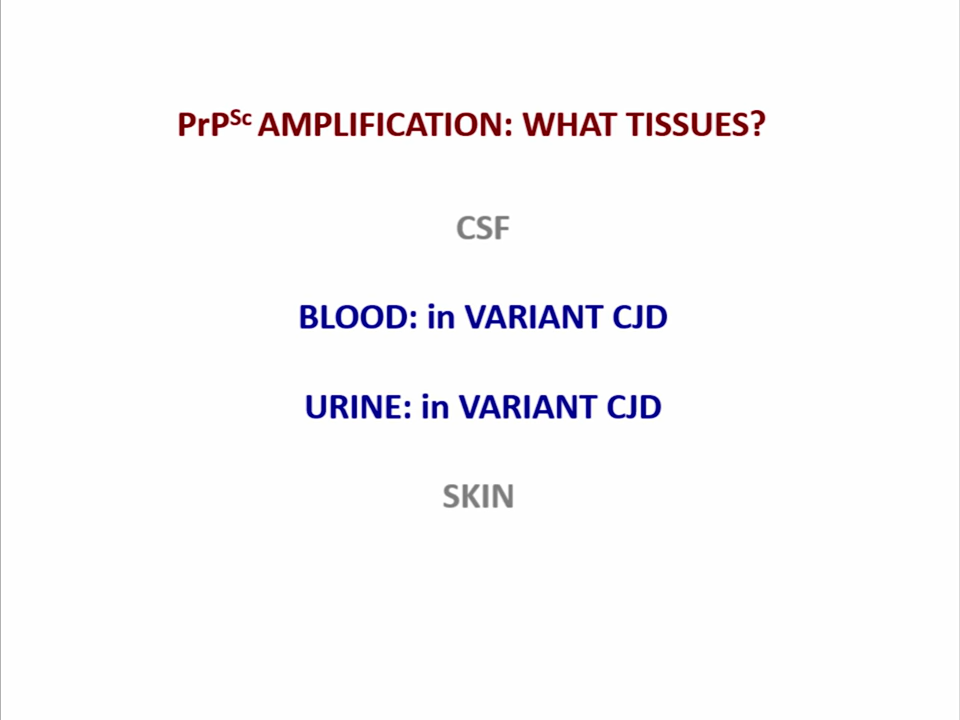 PrPSc AMPLIFICATION: WHAT TISSUES?
CSF
BLOOD: in VARIANT CJD
URINE: in VARIANT CJD
SKIN